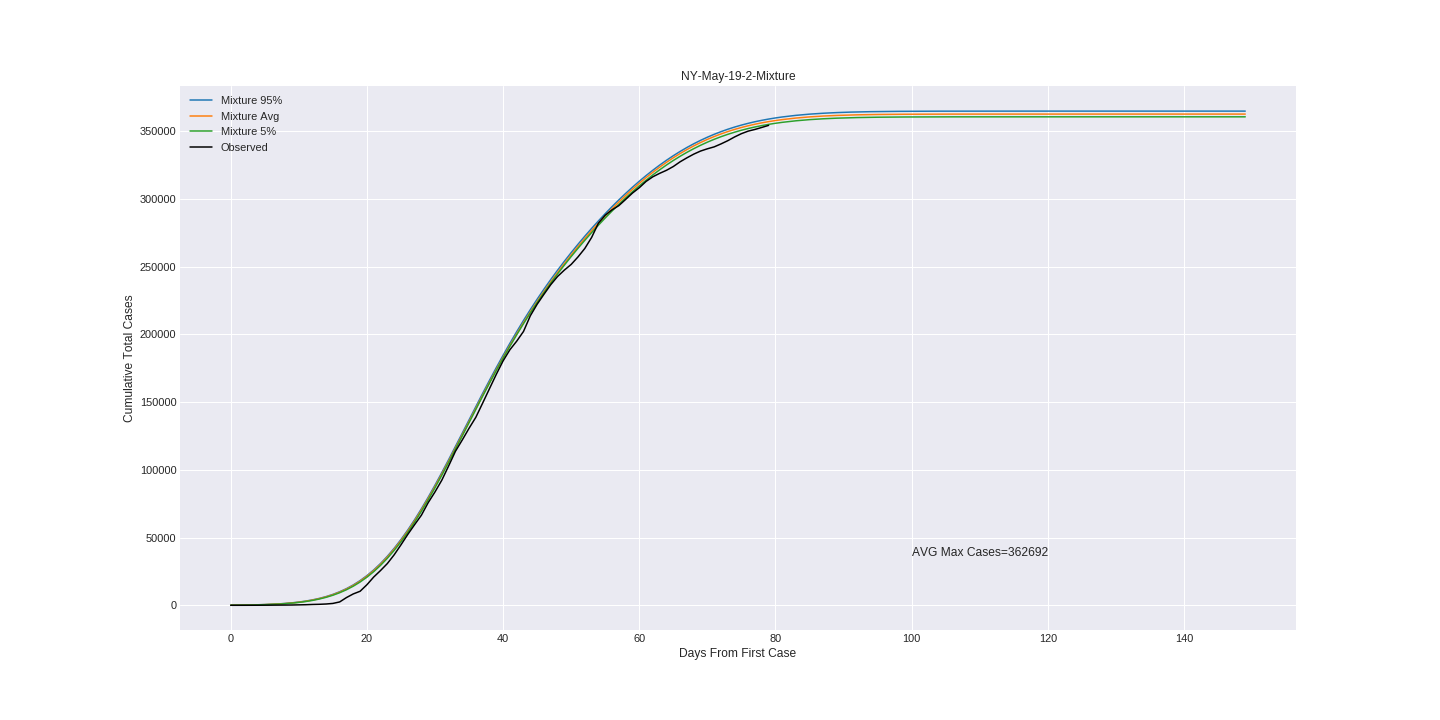 NY-May-19-2-Mixture
Mixture 95%
Mixture Avg
Mixture 5%
Observed
350000
300000
250000
200000
150000
100000
50000
0
Cumulative Total Cases
AVG Max Cases=362692
0 20 40 60 80 100 120 140
Days From First Case